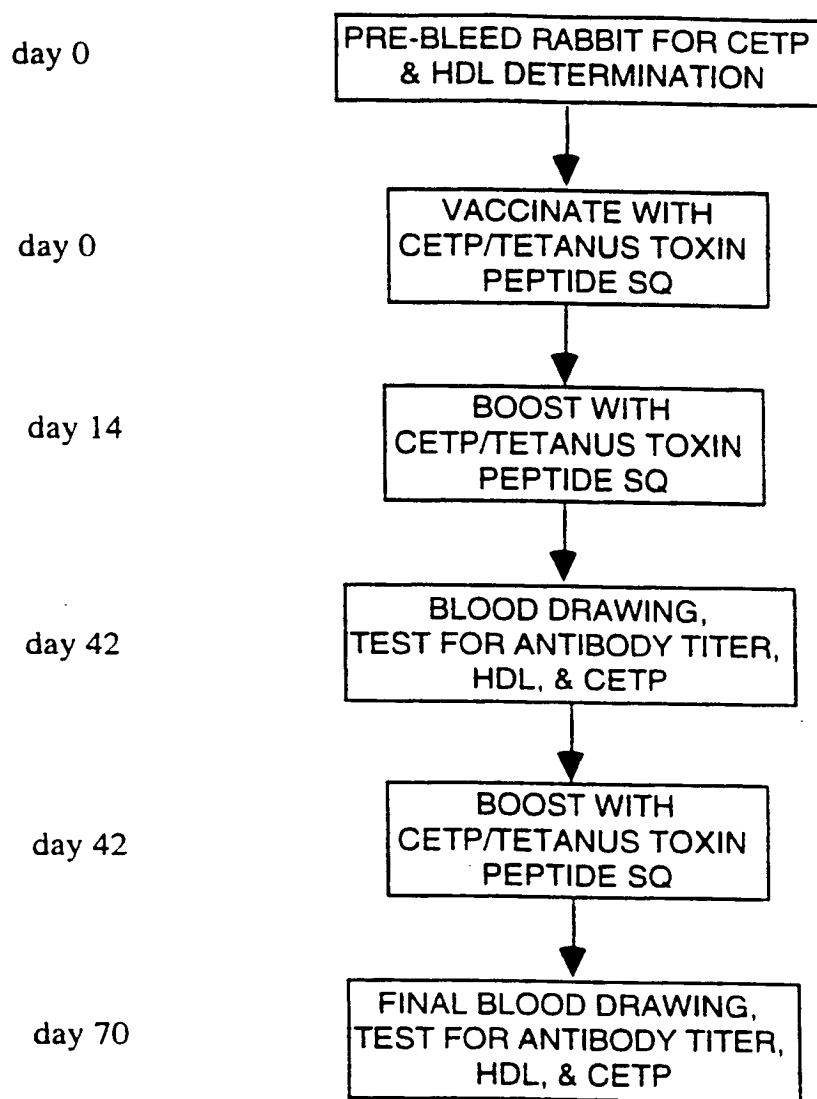 day 0
PRE-BLEED RABBIT FOR CETP
& HDL DETERMINATION
day 0
VACCINATE WITH
CETP/TETANUS TOXIN
PEPTIDE SQ
day 14
BOOST WITH
CETP/TETANUS TOXIN
PEPTIDE SQ
day 42
BLOOD DRAWING,
TEST FOR ANTIBODY TITER,
HDL, & CETP
day 42
BOOST WITH
CETP/TETANUS TOXIN
PEPTIDE SQ
day 70
FINAL BLOOD DRAWING,
TEST FOR ANTIBODY TITER,
HDL, & CETP